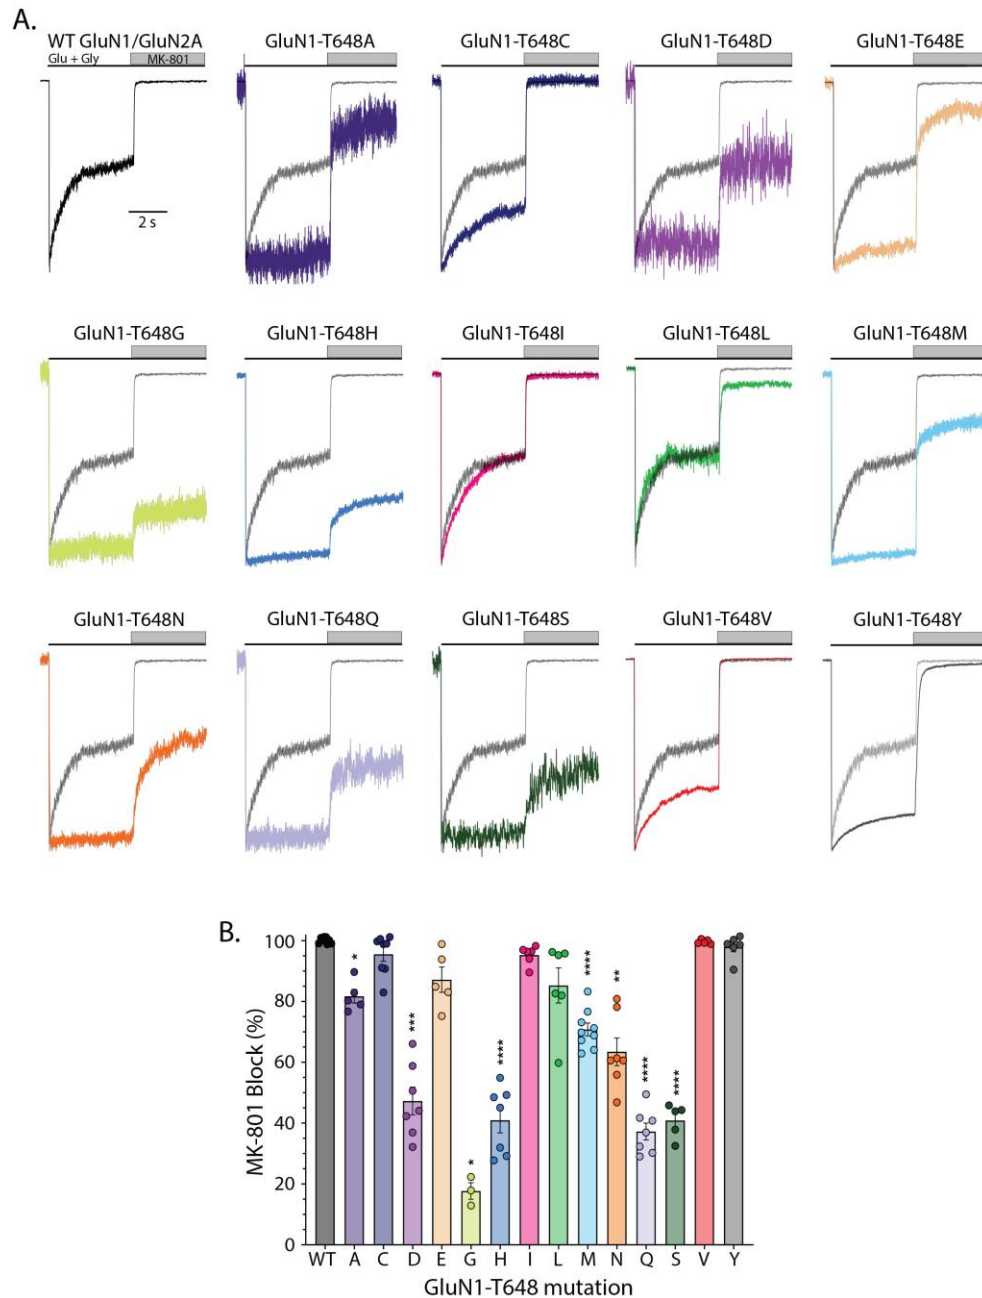 A.
WT GluN1/GluN2A
Glu + Gly
MK-801
2 s
GluN1-T648A
GluN1-T648C
GluN1-T648D
GluN1-T648E
GluN1-T648G
GluN1-T648H
GluN1-T648I
GluN1-T648L
GluN1-T648M
GluN1-T648N
GluN1-T648Q
GluN1-T648S
GluN1-T648V
GluN1-T648Y
B.
MK-801 Block (%)
100
80
60
40
20
0
*
***
*
****
****
**
****
****
WT A C D E G H I L M N Q S V Y
GluN1-T648 mutation